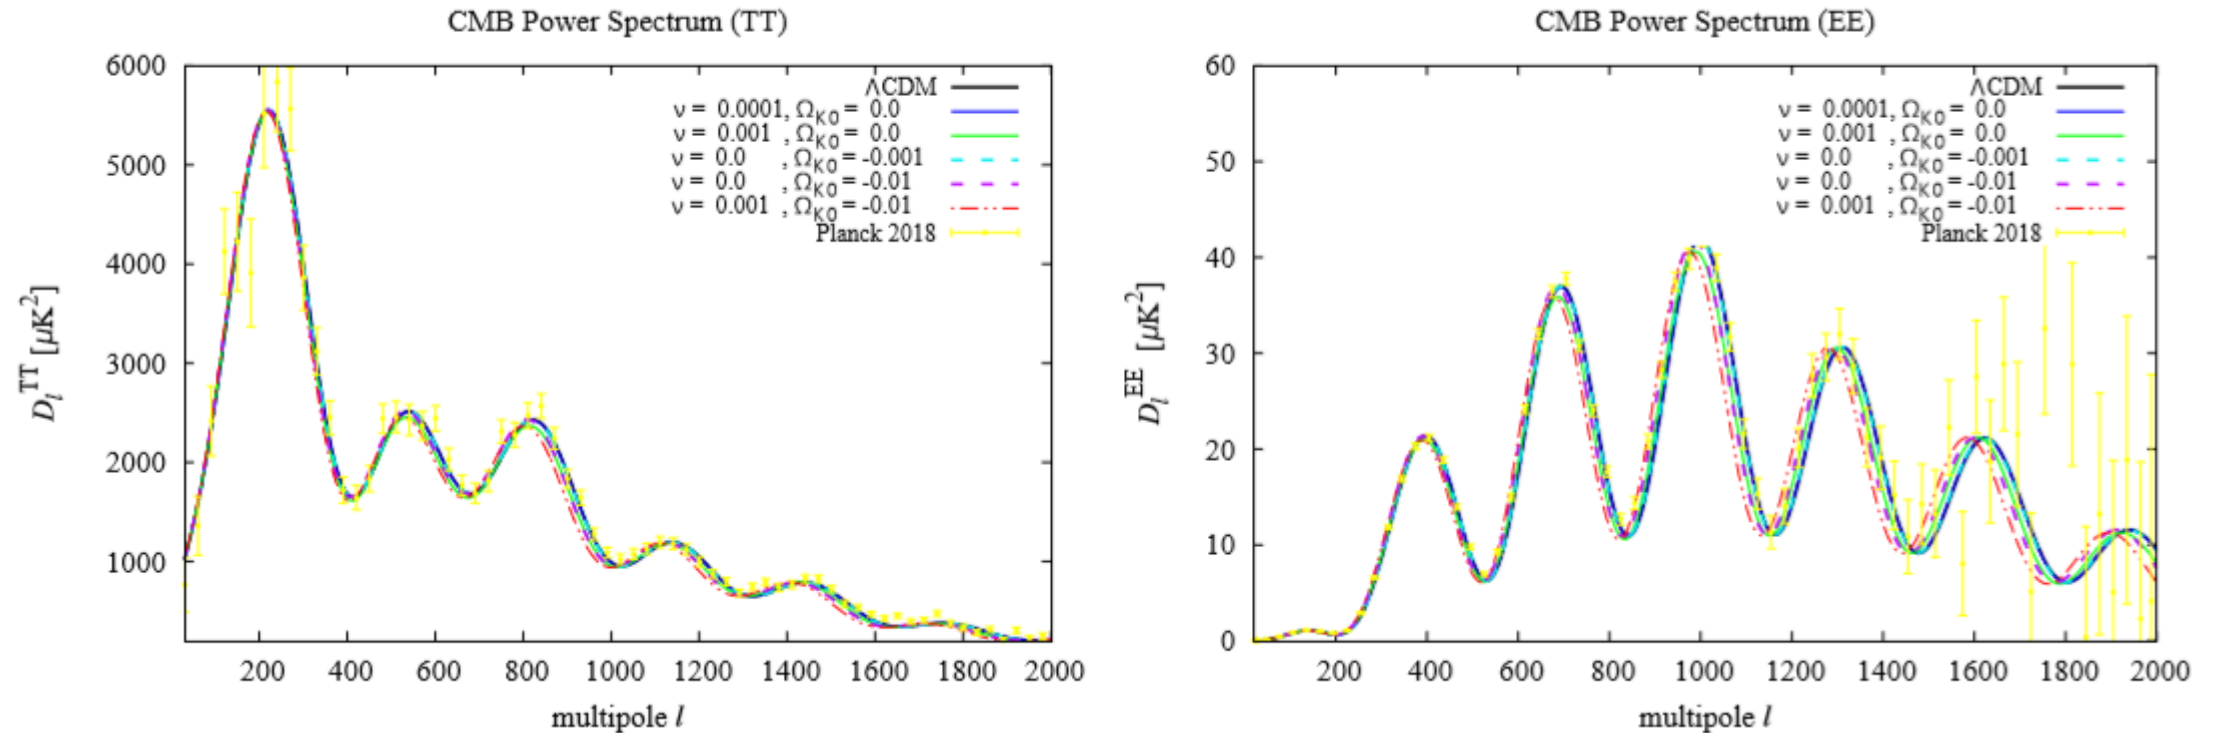 CMB Power Spectrum (TT)
6000
5000
4000
3000
2000
1000
D_l^TT [μK²]
ΛCDM
ν = 0.0001, Ω_K0 = 0.0
ν = 0.001 , Ω_K0 = 0.0
ν = 0.0 , Ω_K0 = -0.001
ν = 0.0 , Ω_K0 = -0.01
ν = 0.001 , Ω_K0 = -0.01
Planck 2018
200 400 600 800 1000 1200 1400 1600 1800 2000
multipole l
CMB Power Spectrum (EE)
60
50
40
30
20
10
0
D_l^EE [μK²]
ΛCDM
ν = 0.0001, Ω_K0 = 0.0
ν = 0.001 , Ω_K0 = 0.0
ν = 0.0 , Ω_K0 = -0.001
ν = 0.0 , Ω_K0 = -0.01
ν = 0.001 , Ω_K0 = -0.01
Planck 2018
200 400 600 800 1000 1200 1400 1600 1800 2000
multipole l